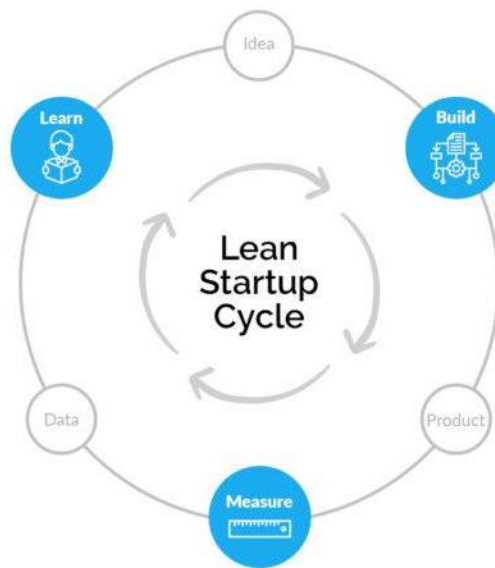 Idea
Learn
Build
Lean
Startup
Cycle
Data
Product
Measure